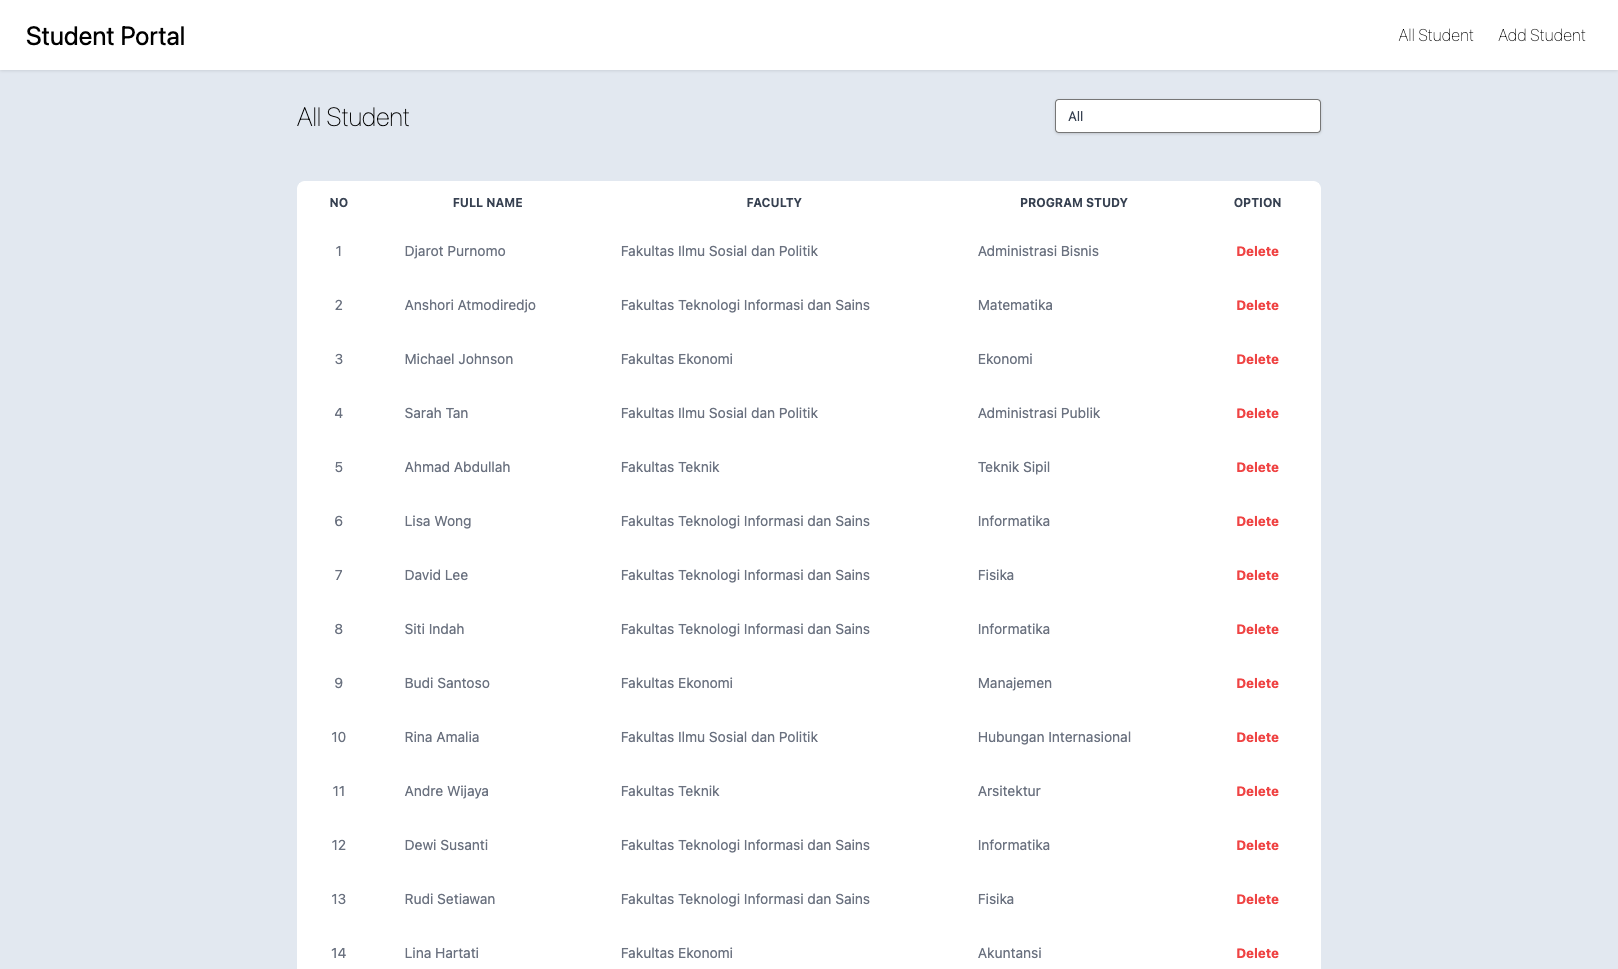 Student Portal All Student Add Student
All Student All
NO FULL NAME FACULTY PROGRAM STUDY OPTION
1 Djarot Purnomo Fakultas Ilmu Sosial dan Politik Administrasi Bisnis Delete
2 Anshori Atmodiredjo Fakultas Teknologi Informasi dan Sains Matematika Delete
3 Michael Johnson Fakultas Ekonomi Ekonomi Delete
4 Sarah Tan Fakultas Ilmu Sosial dan Politik Administrasi Publik Delete
5 Ahmad Abdullah Fakultas Teknik Teknik Sipil Delete
6 Lisa Wong Fakultas Teknologi Informasi dan Sains Informatika Delete
7 David Lee Fakultas Teknologi Informasi dan Sains Fisika Delete
8 Siti Indah Fakultas Teknologi Informasi dan Sains Informatika Delete
9 Budi Santoso Fakultas Ekonomi Manajemen Delete
10 Rina Amalia Fakultas Ilmu Sosial dan Politik Hubungan Internasional Delete
11 Andre Wijaya Fakultas Teknik Arsitektur Delete
12 Dewi Susanti Fakultas Teknologi Informasi dan Sains Informatika Delete
13 Rudi Setiawan Fakultas Teknologi Informasi dan Sains Fisika Delete
14 Lina Hartati Fakultas Ekonomi Akuntansi Delete